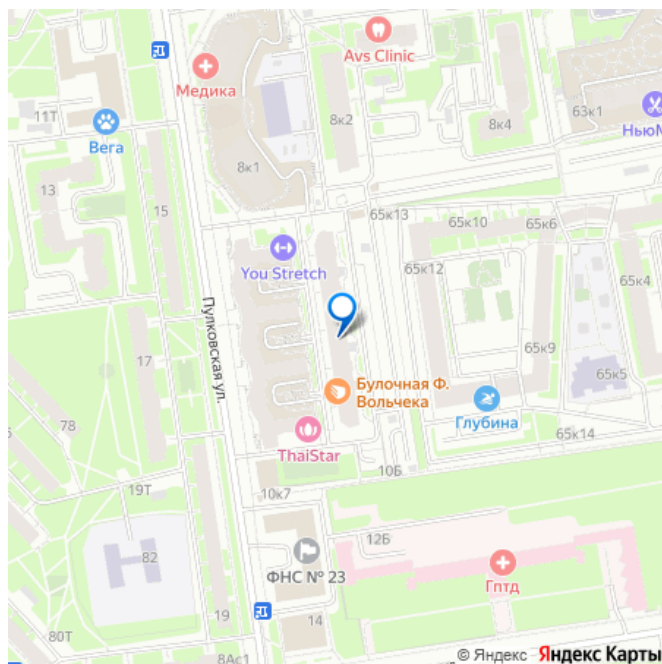 Avs Clinic
Медика
11Т
Вега
8к2
8к4
63к1
НьюМ
8к1
13
15
65к13
65к10
65к6
You Stretch
65к12
65к4
Пулковская ул.
17
65к9
65к5
Булочная Ф.
Вольчека
Глубина
78
ThaiStar
65к14
10Б
19Т
10к7
12Б
82
ФНС № 23
Гптд
19
14
80Т
8Ас1
© Яндекс Яндекс Карты